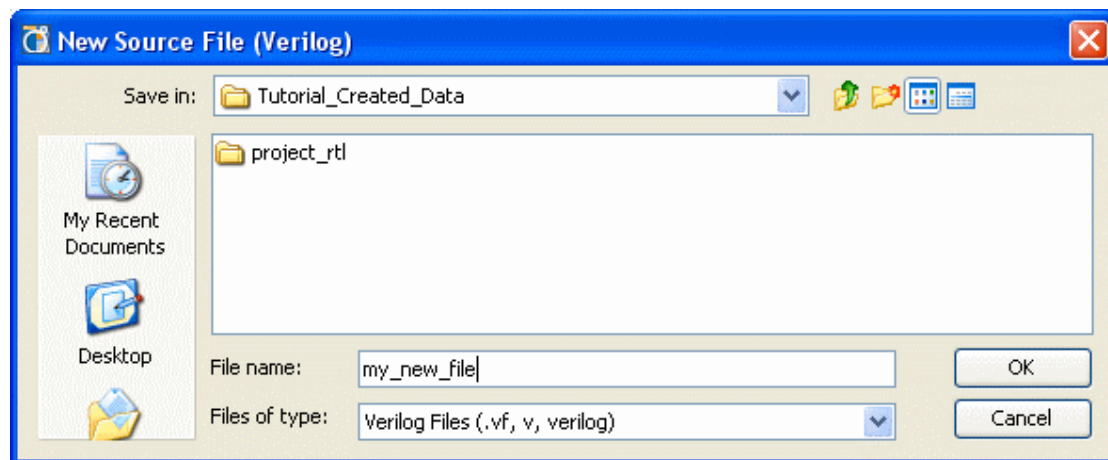 New Source File (Verilog)
Save in: Tutorial_Created_Data
project_rtl
My Recent
Documents
Desktop
File name: my_new_file OK
Files of type: Verilog Files (.vf, v, verilog) Cancel